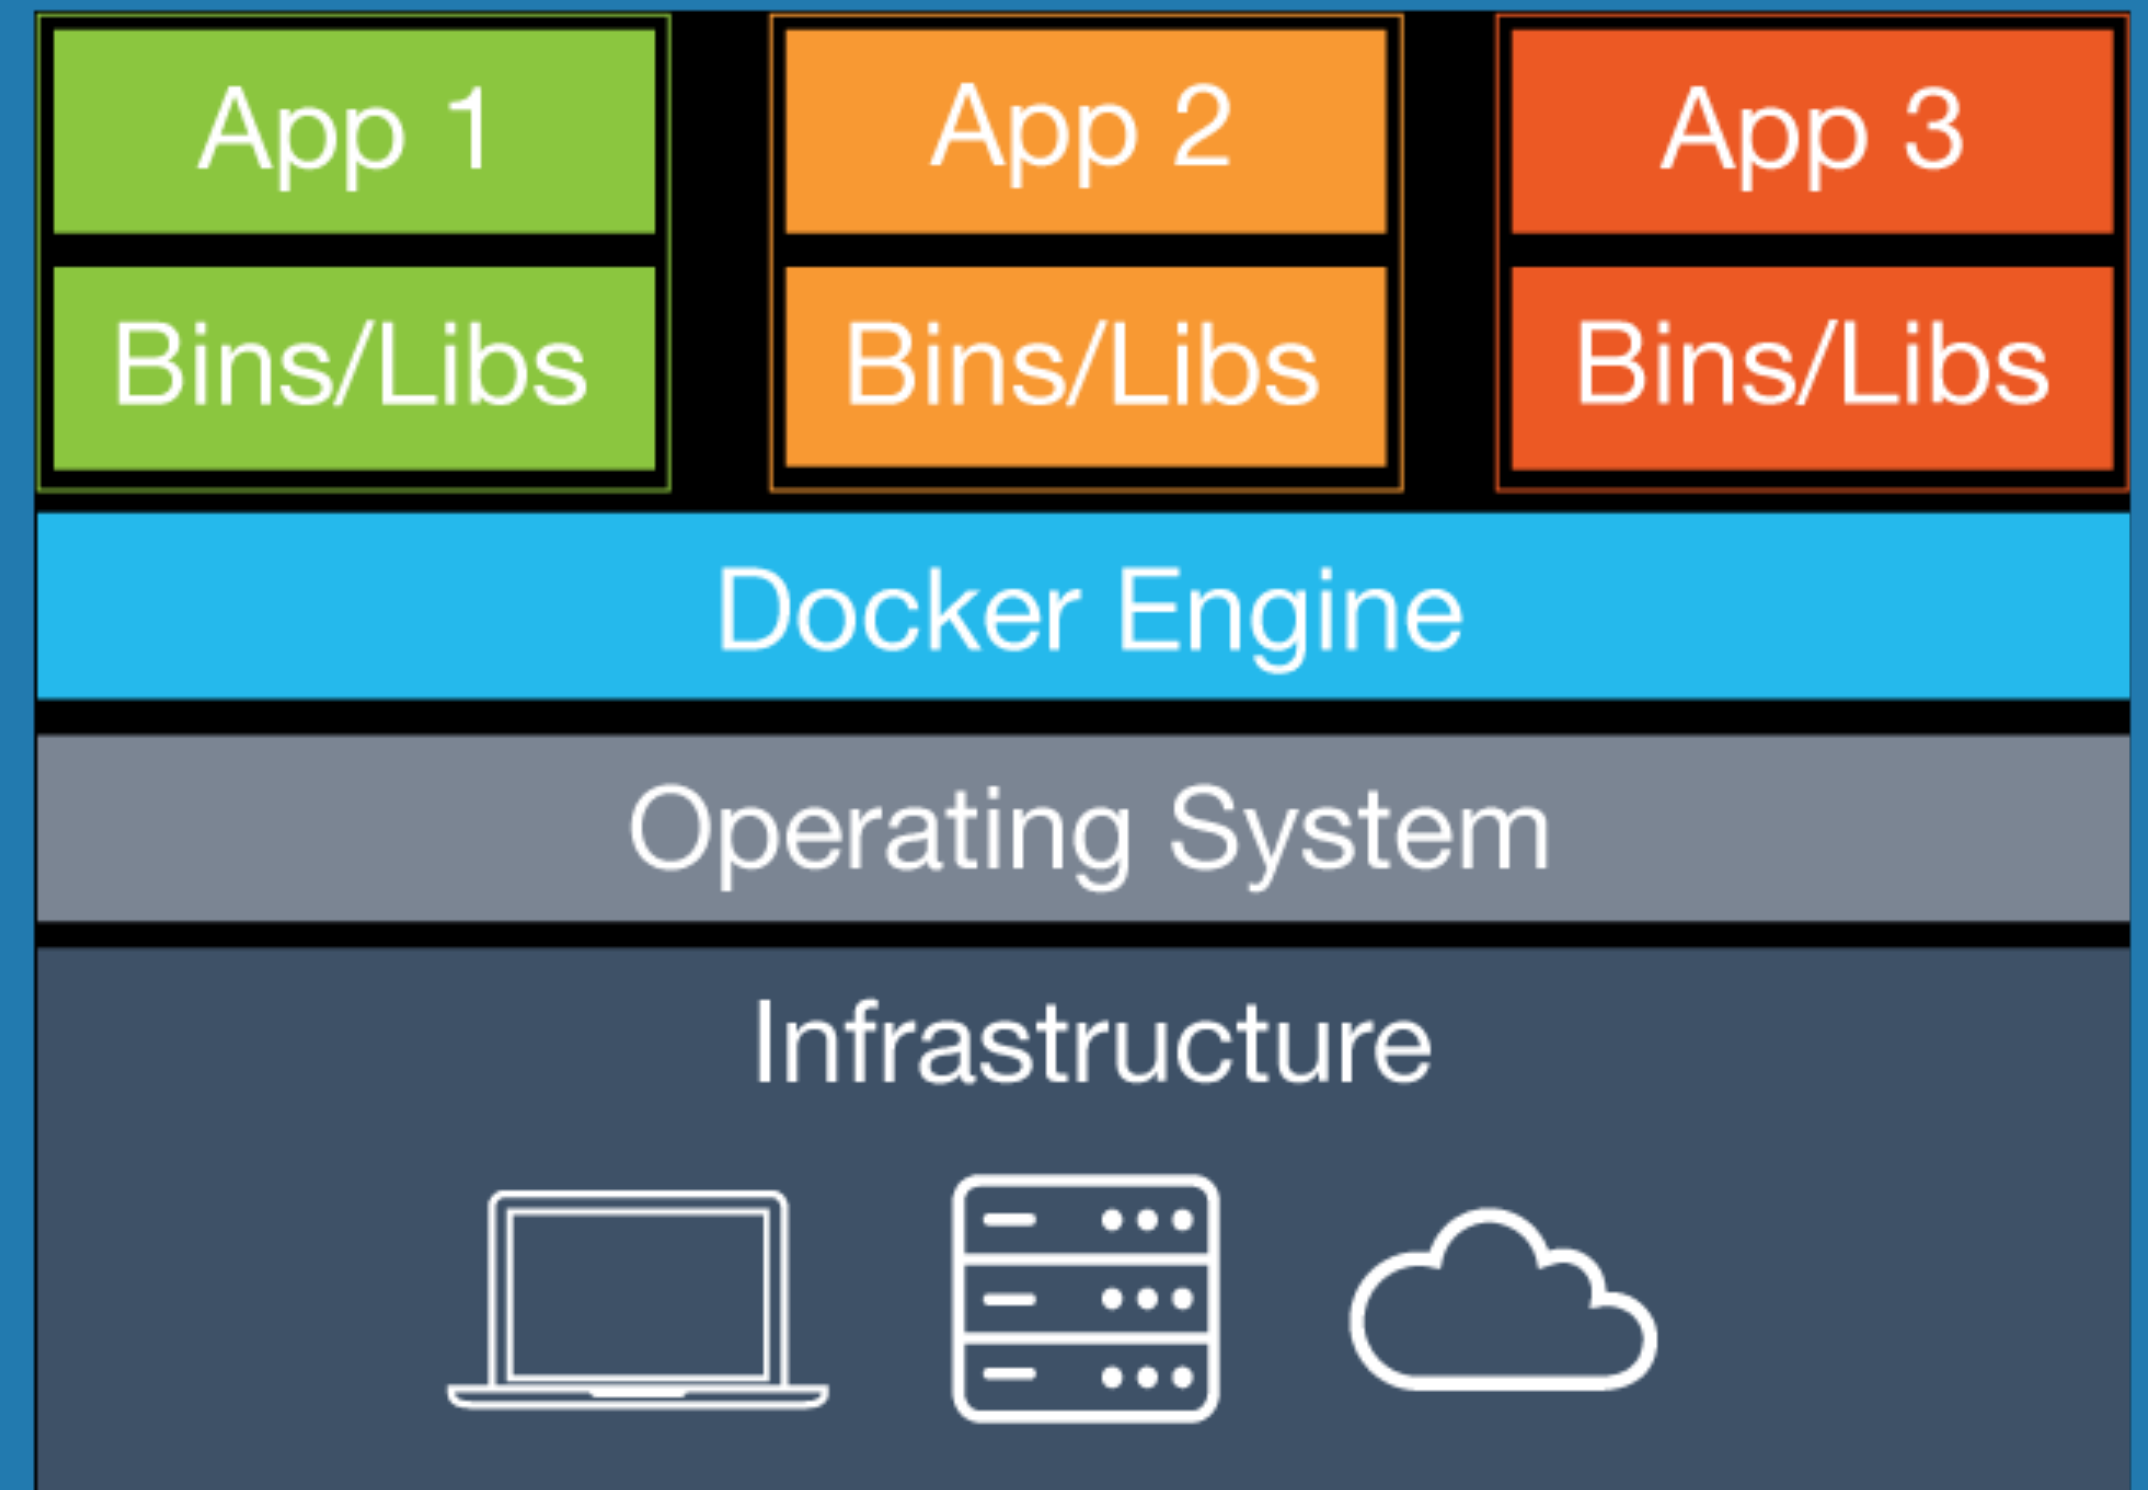 App 1
App 2
App 3
Bins/Libs
Bins/Libs
Bins/Libs
Docker Engine
Operating System
Infrastructure